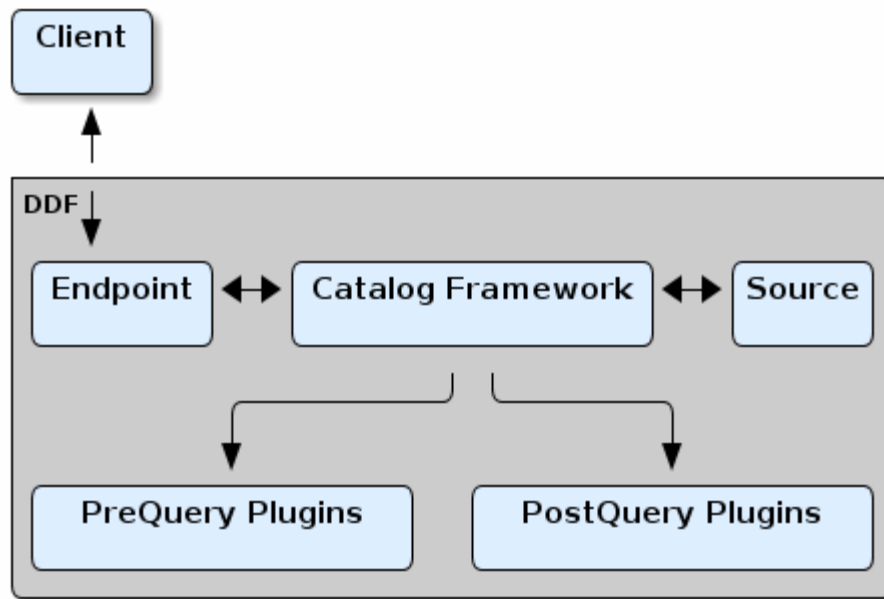 Client
DDF
Endpoint
Catalog Framework
Source
PreQuery Plugins
PostQuery Plugins